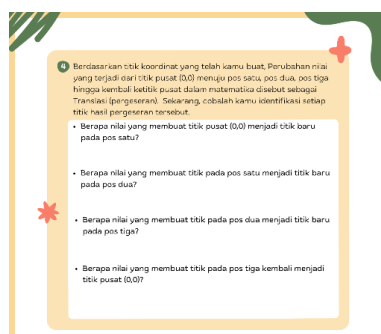 4 Berdasarkan titik koordinat yang telah kamu buat, Perubahan nilai
yang terjadi dari titik pusat (0,0) menuju pos satu, pos dua, pos tiga
hingga kembali ketitik pusat dalam matematika disebut sebagai
Translasi (pergeseran). Sekarang, cobalah kamu identifikasi setiap
titik hasil pergeseran tersebut.
• Berapa nilai yang membuat titik pusat (0,0) menjadi titik baru
pada pos satu?
• Berapa nilai yang membuat titik pada pos satu menjadi titik baru
pada pos dua?
• Berapa nilai yang membuat titik pada pos dua menjadi titik baru
pada pos tiga?
• Berapa nilai yang membuat titik pada pos tiga kembali menjadi
titik pusat (0,0)?